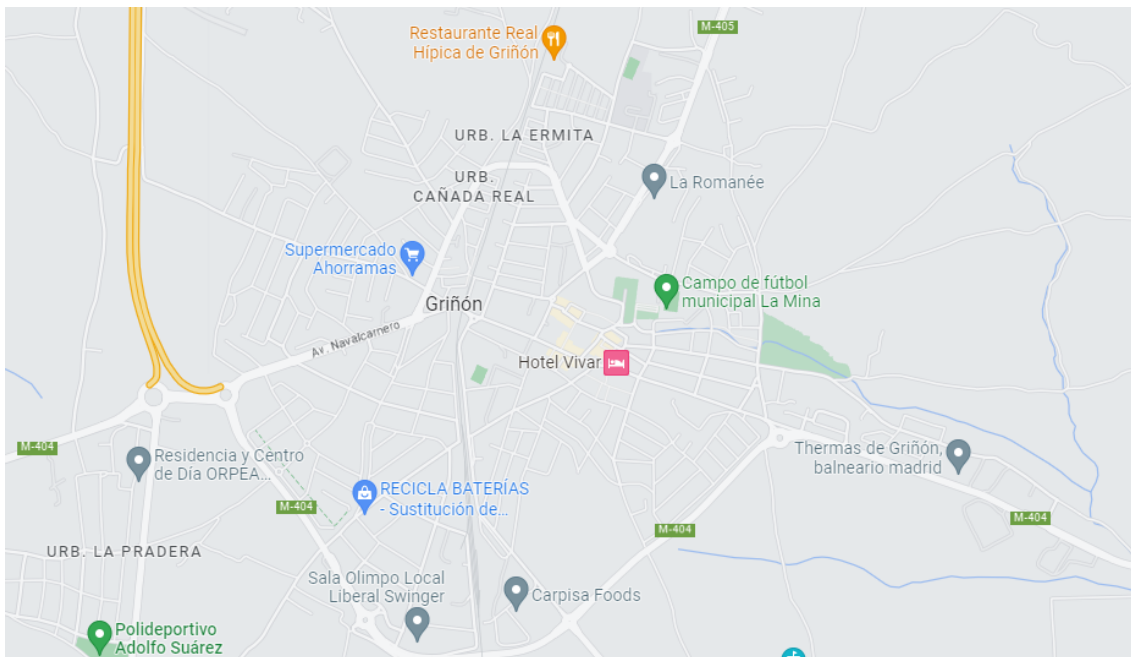 M-405
Restaurante Real
Hípica de Griñón
URB. LA ERMITA
URB.
CAÑADA REAL
La Romanée
Supermercado
Ahorramas
Campo de fútbol
municipal La Mina
Griñón
Av. Navalcarnero
Hotel Vivar
M-404
Residencia y Centro
de Día ORPEA...
Thermas de Griñón,
balneario madrid
RECICLA BATERÍAS
- Sustitución de...
M-404
M-404
M-404
URB. LA PRADERA
Sala Olimpo Local
Liberal Swinger
Carpisa Foods
Polideportivo
Adolfo Suárez